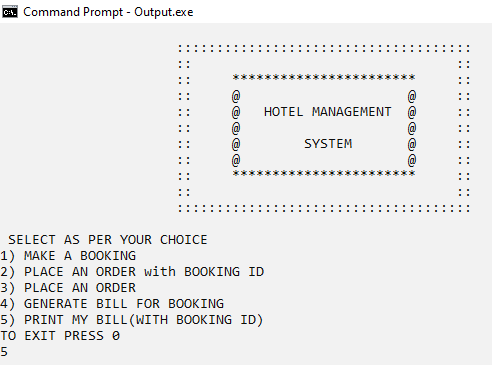 Command Prompt - Output.exe
:::::::::::::::::::::::::::::::::::::
:: ::
:: *********************** ::
:: @ @ ::
:: @ HOTEL MANAGEMENT @ ::
:: @ @ ::
:: @ SYSTEM @ ::
:: @ @ ::
:: *********************** ::
:: ::
:::::::::::::::::::::::::::::::::::::
SELECT AS PER YOUR CHOICE
1) MAKE A BOOKING
2) PLACE AN ORDER with BOOKING ID
3) PLACE AN ORDER
4) GENERATE BILL FOR BOOKING
5) PRINT MY BILL(WITH BOOKING ID)
TO EXIT PRESS 0
5